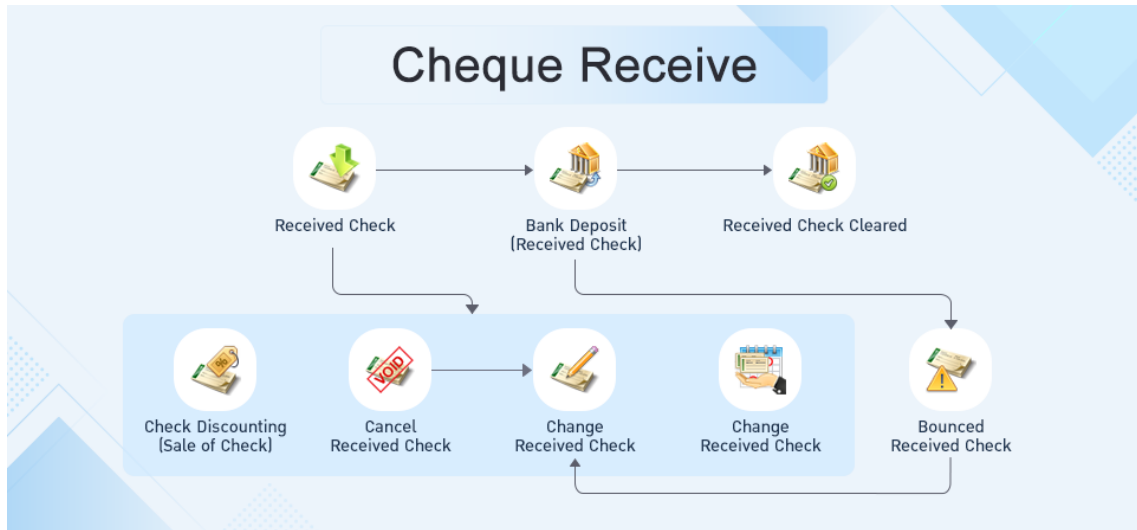 Cheque Receive
Received Check
Bank Deposit
(Received Check)
Received Check Cleared
Check Discounting
(Sale of Check)
VOID
Cancel
Received Check
Change
Received Check
Change
Received Check
Bounced
Received Check